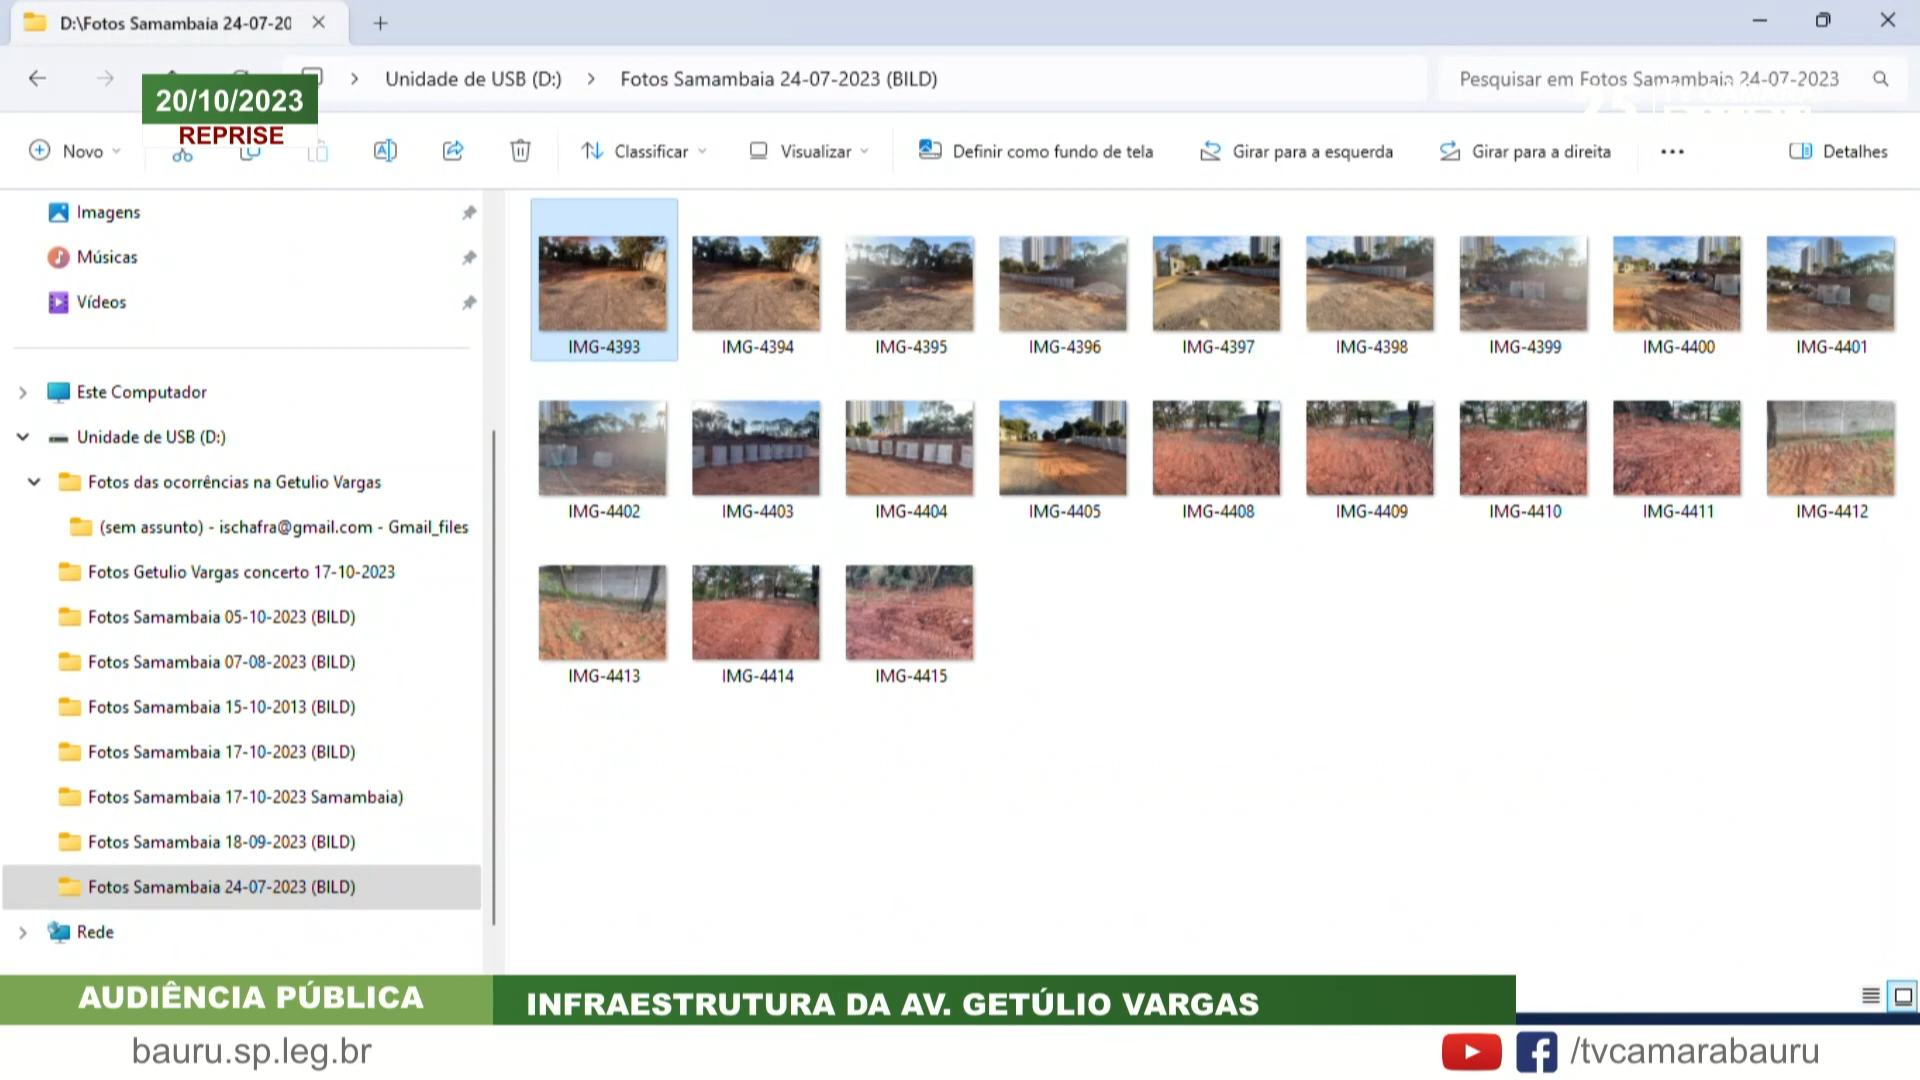 D:\Fotos Samambaia 24-07-20
Unidade de USB (D:) > Fotos Samambaia 24-07-2023 (BILD)
Pesquisar em Fotos Samambaia 24-07-2023
20/10/2023
REPRISE
Novo
Classificar
Visualizar
Definir como fundo de tela
Girar para a esquerda
Girar para a direita
Detalhes
Imagens
Músicas
Vídeos
Este Computador
Unidade de USB (D:)
Fotos das ocorrências na Getulio Vargas
(sem assunto) - ischafra@gmail.com - Gmail_files
Fotos Getulio Vargas concerto 17-10-2023
Fotos Samambaia 05-10-2023 (BILD)
Fotos Samambaia 07-08-2023 (BILD)
Fotos Samambaia 15-10-2013 (BILD)
Fotos Samambaia 17-10-2023 (BILD)
Fotos Samambaia 17-10-2023 Samambaia)
Fotos Samambaia 18-09-2023 (BILD)
Fotos Samambaia 24-07-2023 (BILD)
Rede
IMG-4393 IMG-4394 IMG-4395 IMG-4396 IMG-4397 IMG-4398 IMG-4399 IMG-4400 IMG-4401
IMG-4402 IMG-4403 IMG-4404 IMG-4405 IMG-4408 IMG-4409 IMG-4410 IMG-4411 IMG-4412
IMG-4413 IMG-4414 IMG-4415
AUDIÊNCIA PÚBLICA
INFRAESTRUTURA DA AV. GETÚLIO VARGAS
bauru.sp.leg.br
/tvcamarabauru